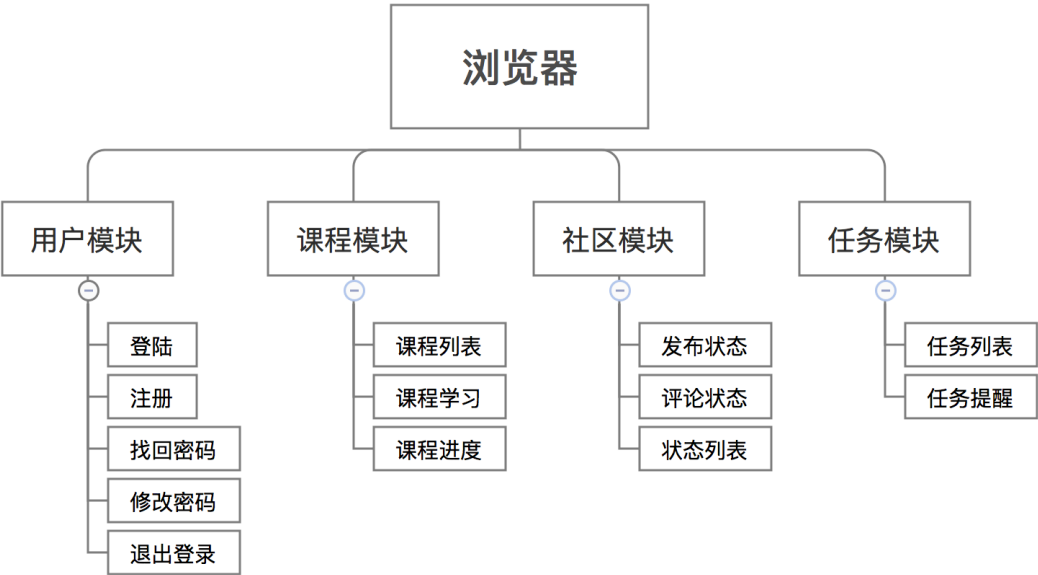 浏览器
用户模块
课程模块
社区模块
任务模块
登陆
注册
找回密码
修改密码
退出登录
课程列表
课程学习
课程进度
发布状态
评论状态
状态列表
任务列表
任务提醒